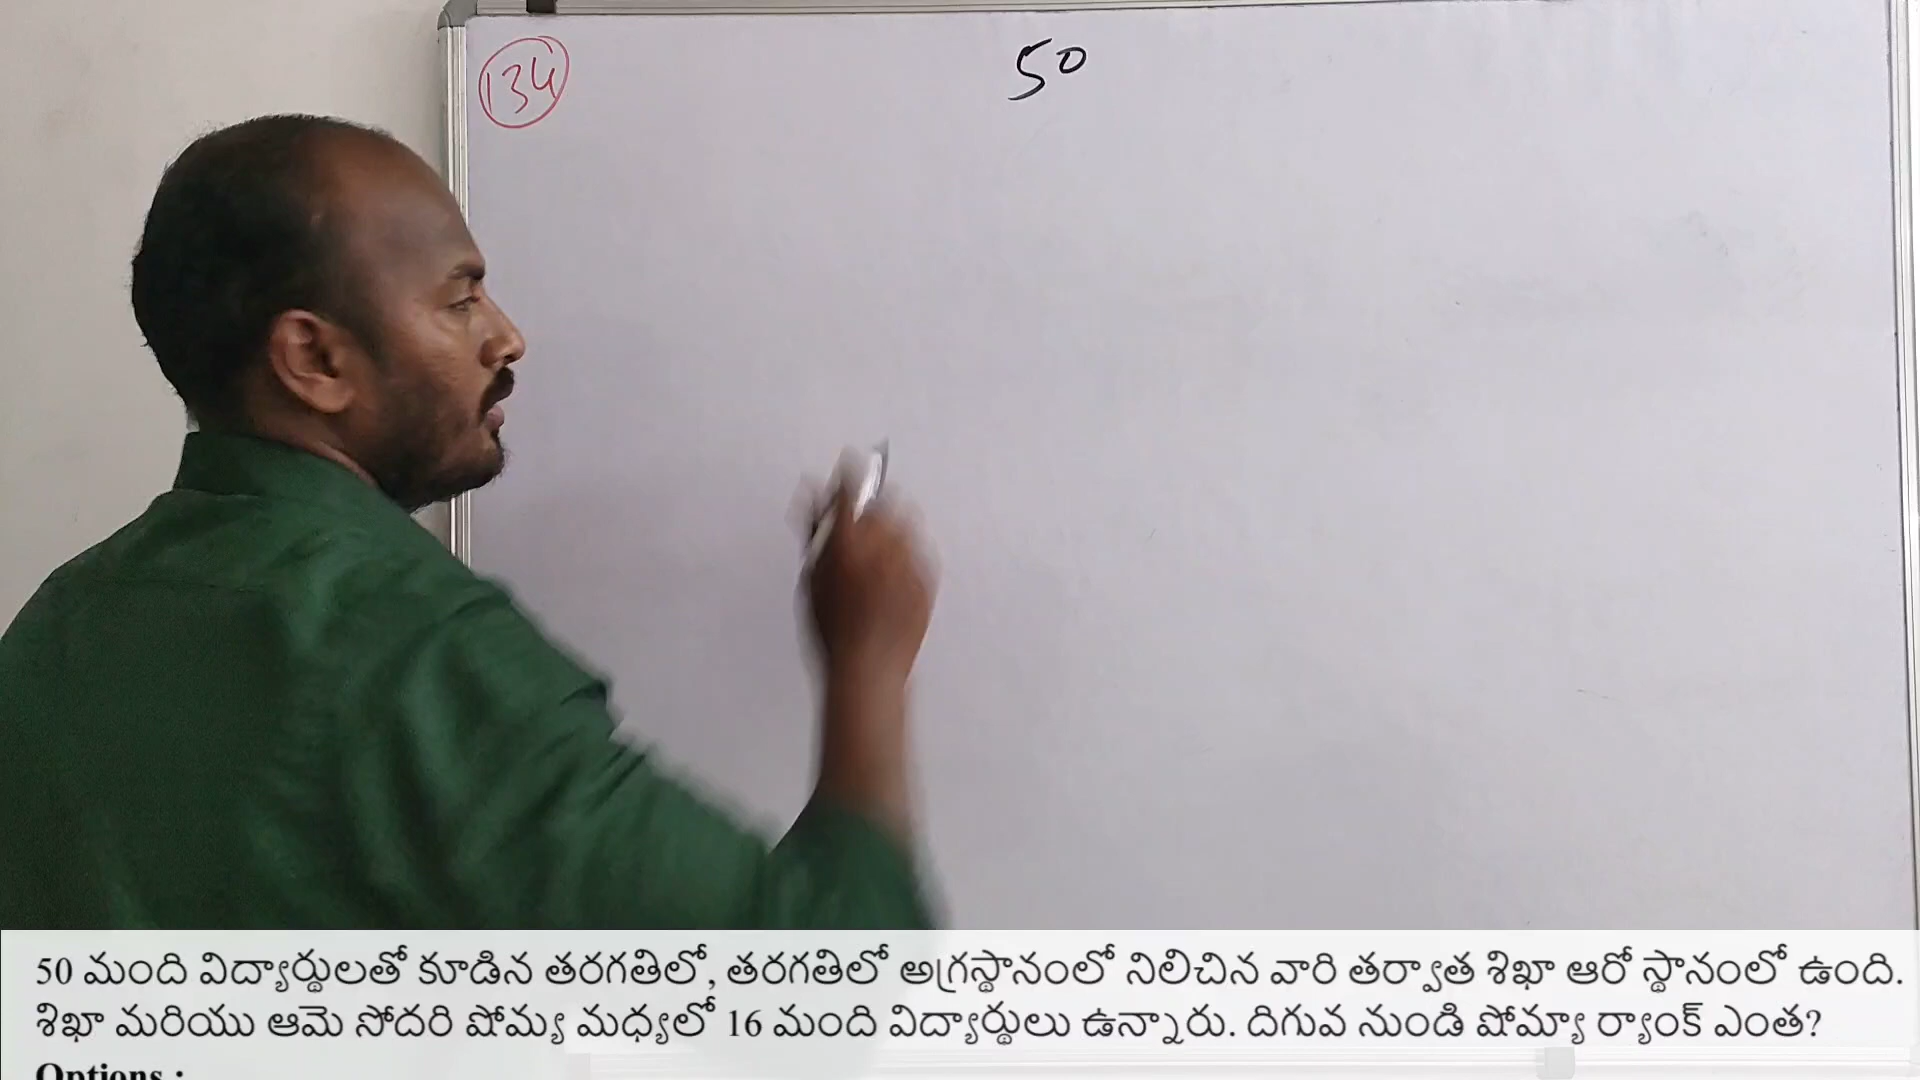 134
50
50 మంది విద్యార్థులతో కూడిన తరగతిలో, తరగతిలో అగ్రస్థానంలో నిలిచిన వారి తర్వాత శిఖా ఆరో స్థానంలో ఉంది.
శిఖా మరియు ఆమె సోదరి షోమ్య మధ్యలో 16 మంది విద్యార్థులు ఉన్నారు. దిగువ నుండి షోమ్యా ర్యాంక్ ఎంత?
Options :